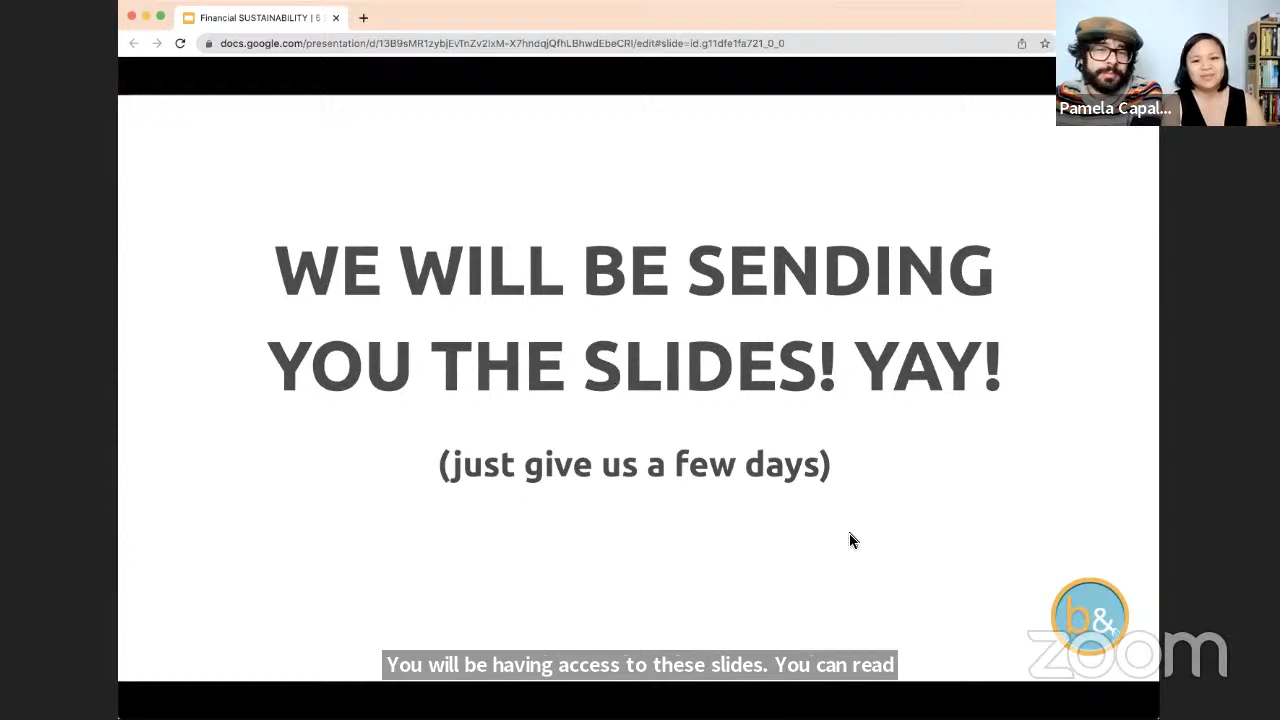 Financial SUSTAINABILITY | 6
docs.google.com/presentation/d/13B9sMR1zybjEvTnZv2lxM-X7hndqjQfhLBhwdEbeCRI/edit#slide=id.g11dfe1fa721_0_0
Pamela Capal...
WE WILL BE SENDING
YOU THE SLIDES! YAY!
(just give us a few days)
b&
zoom
You will be having access to these slides. You can read